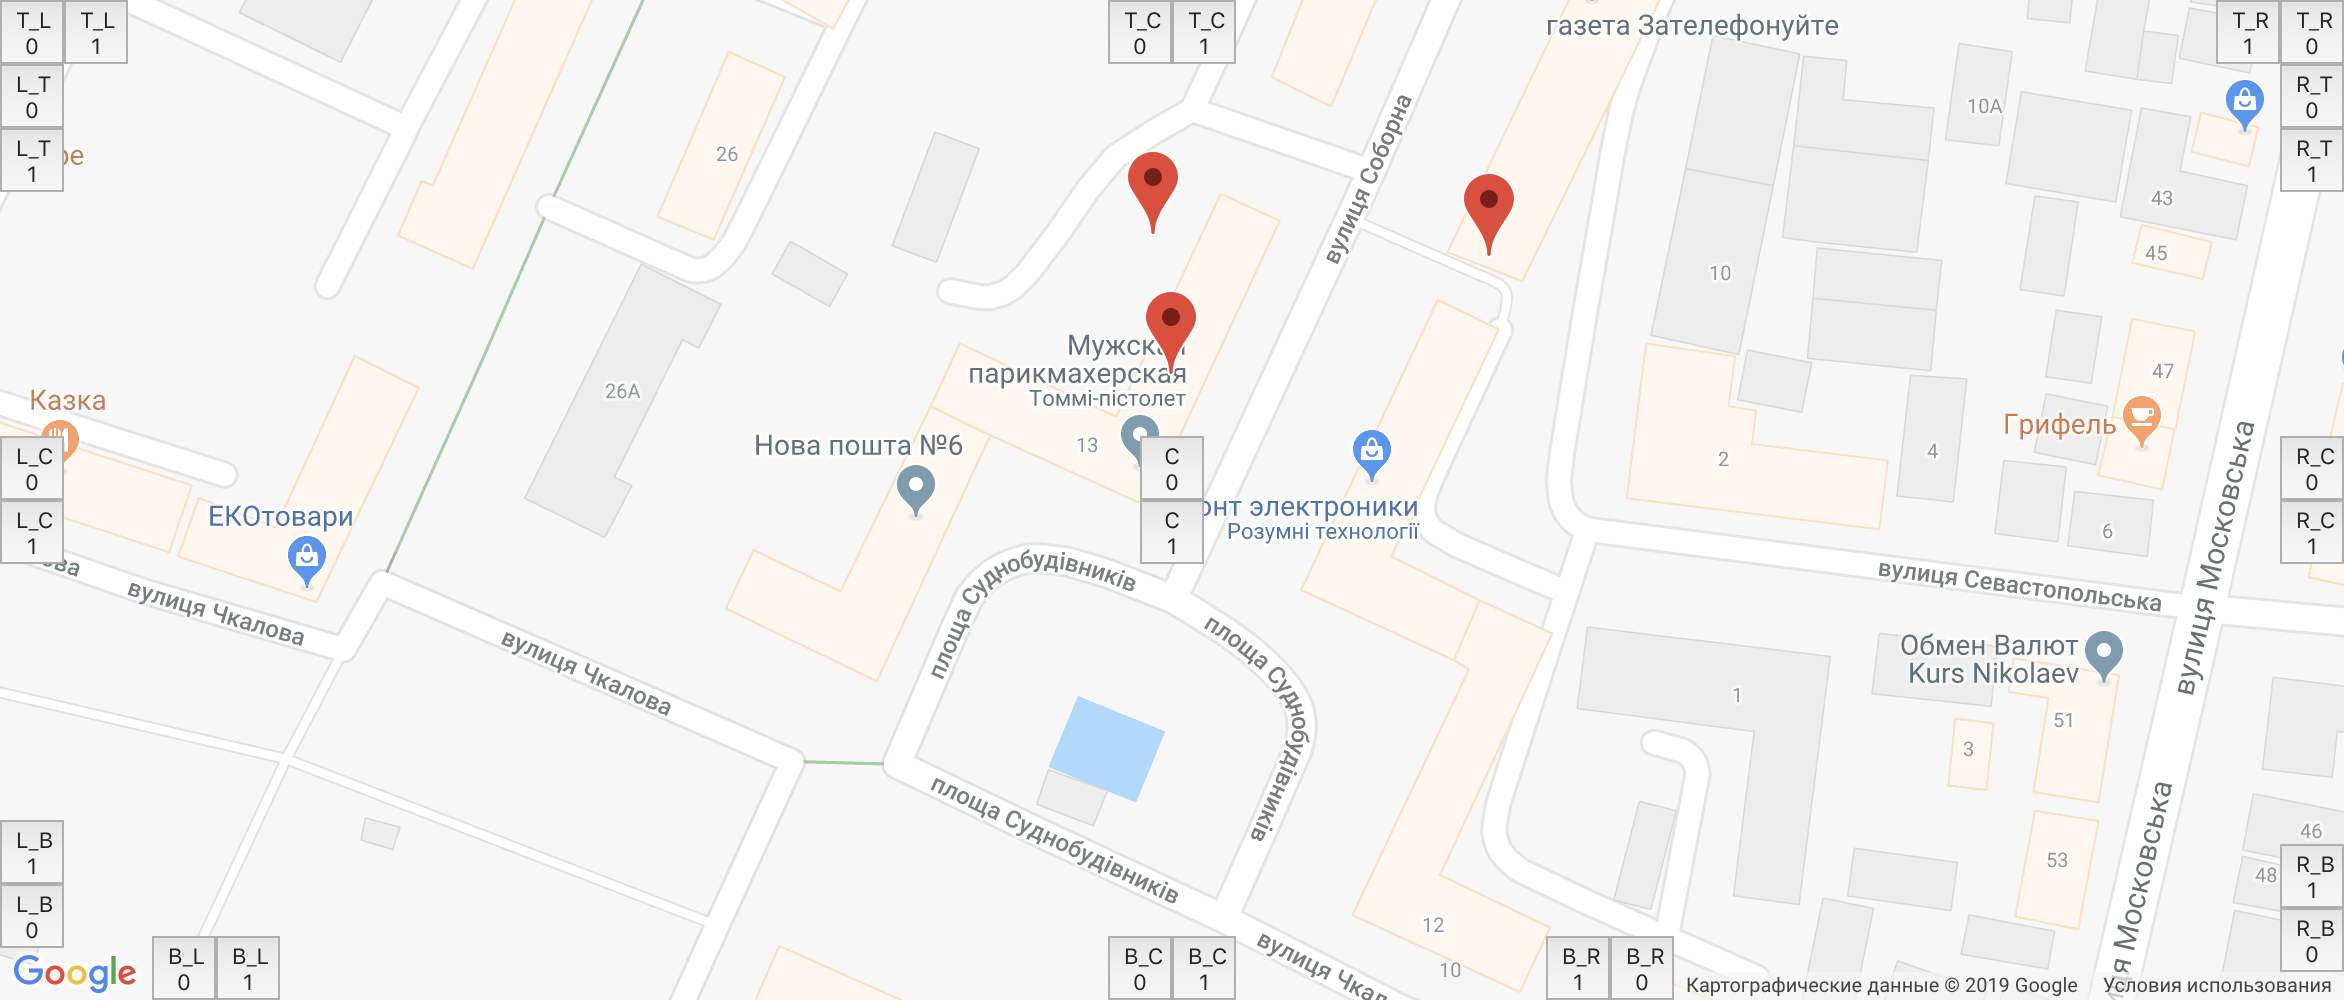 T_L
0
T_L
1
T_C
0
T_C
1
газета Зателефонуйте
T_R
1
T_R
0
L_T
0
R_T
0
L_T
1
R_T
1
10A
26
вулиця Соборна
43
45
10
Мужская
парикмахерская
Томмі-пістолет
47
26А
Казка
Грифель
13
Нова пошта №6
2
4
L_C
0
C
0
R_C
0
ЕКОтовари
Розумні технології
6
L_C
1
C
1
R_C
1
вулиця Чкалова
площа Суднобудівників
вулиця Севастопольська
вулиця Московська
вулиця Чкалова
площа Суднобудівників
Обмен Валют
Kurs Nikolaev
1
51
3
площа Суднобудівників
46
53
48
L_B
1
R_B
1
L_B
0
R_B
0
12
10
Московська
вулиця
B_L
0
B_L
1
B_C
0
B_C
1
B_R
1
B_R
0
Google
Картографические данные © 2019 Google
Условия использования